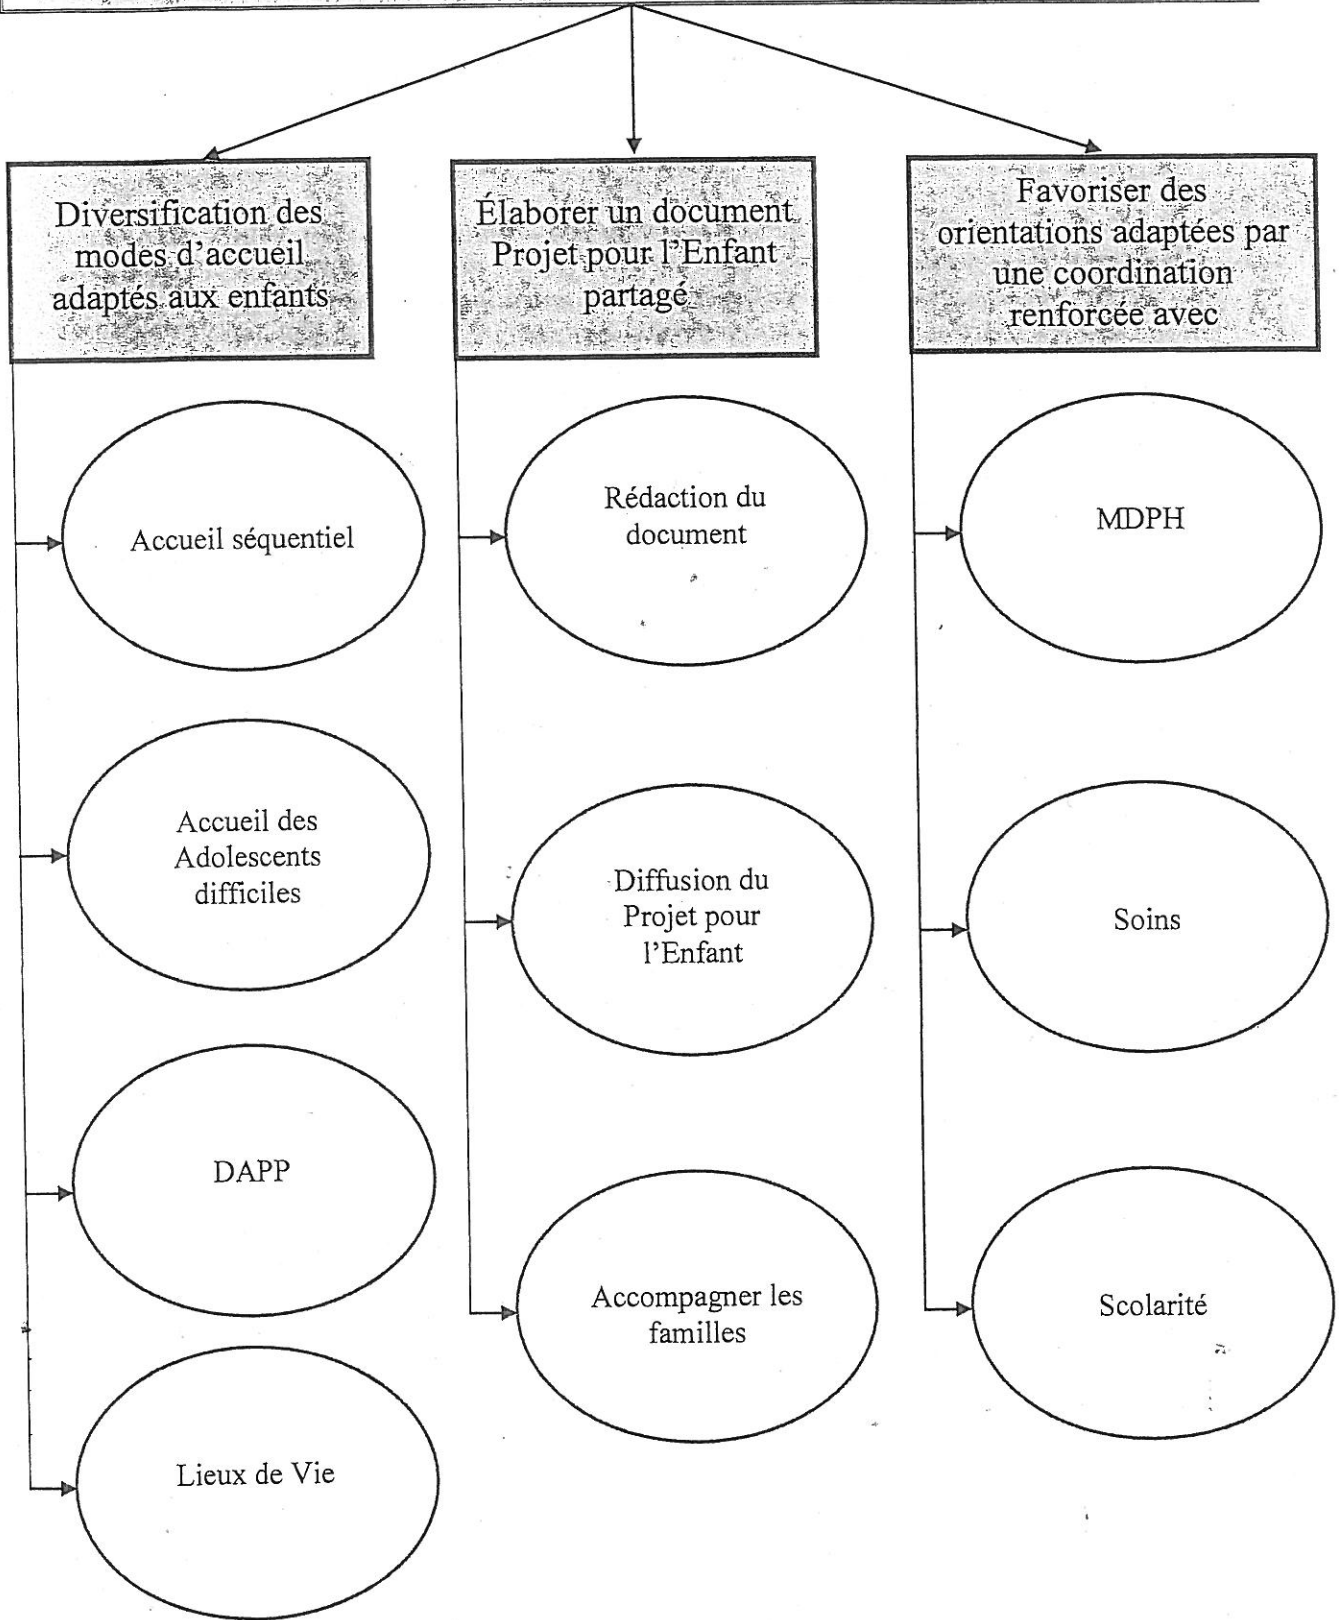 Diversification des
modes d'accueil
adaptés aux enfants
Accueil séquentiel
Accueil des
Adolescents
difficiles
DAPP
Lieux de Vie
Élaborer un document
Projet pour l'Enfant
partagé
Rédaction du
document
Diffusion du
Projet pour
l'Enfant
Accompagner les
familles
Favoriser des
orientations adaptées par
une coordination
renforcée avec
MDPH
Soins
Scolarité